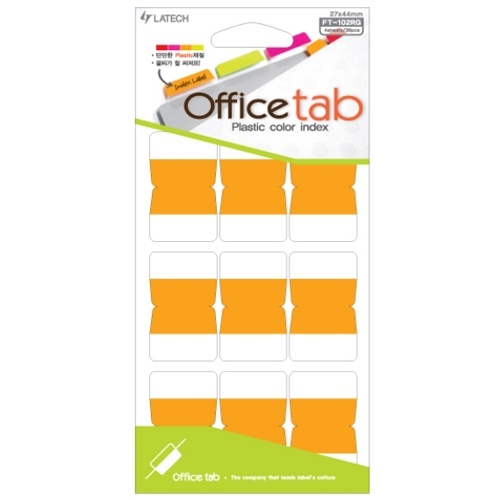 LATECH
27x44mm
FT-102RG
4sheets/36pcs
• 단단한 Plastic재질
• 글씨가 잘 써져요!
Index Label
Office tab
Plastic color index
Office tab • The company that leads label's culture